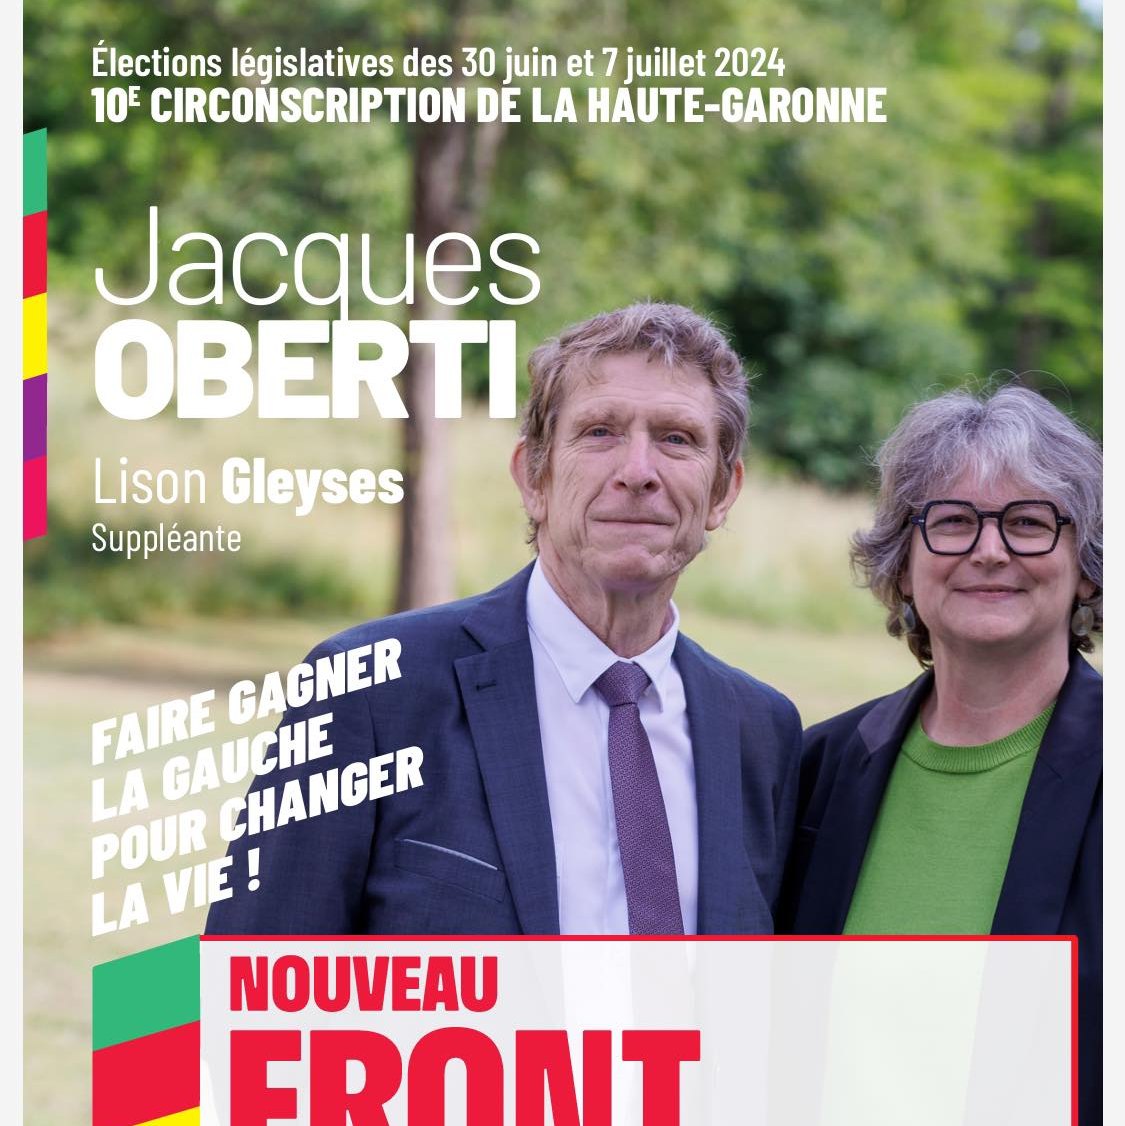 Élections législatives des 30 juin et 7 juillet 2024
10E CIRCONSCRIPTION DE LA HAUTE-GARONNE
Jacques
OBERTI
Lison Gleyses
Suppléante
FAIRE GAGNER
LA GAUCHE
POUR CHANGER
LA VIE !
NOUVEAU
FRONT